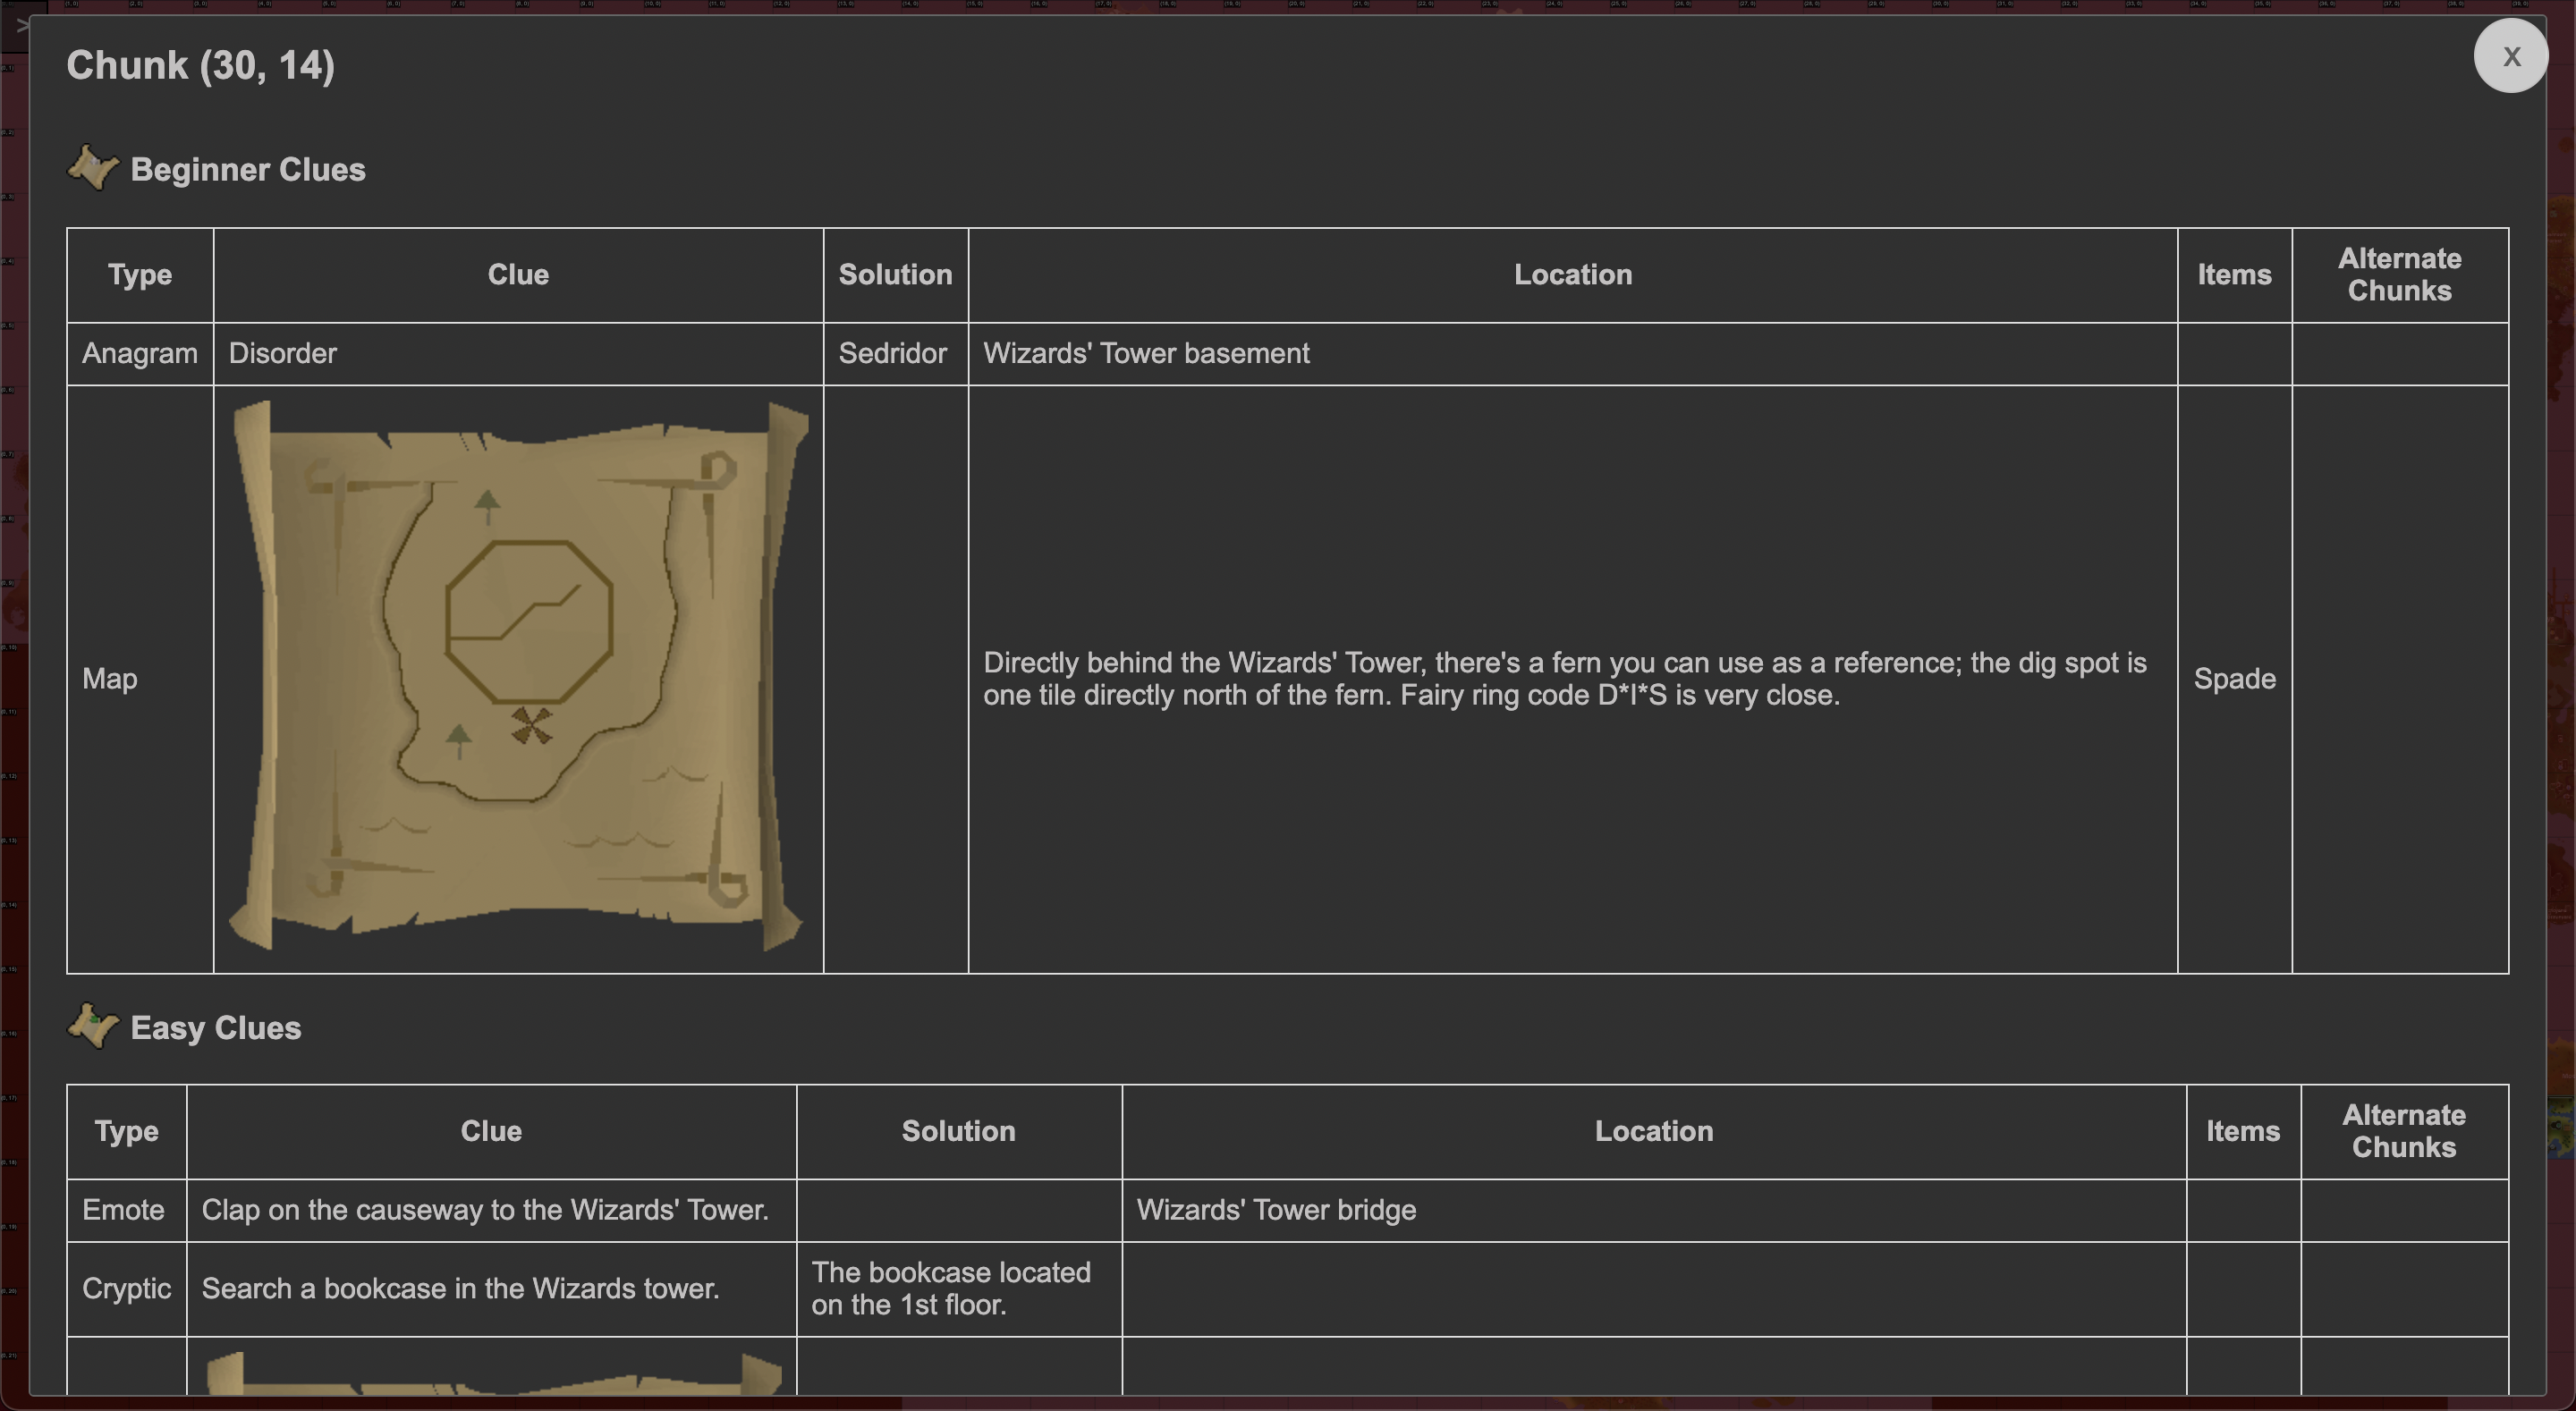 Chunk (30, 14)
X
Beginner Clues
Type Clue Solution Location Items Alternate Chunks
Anagram Disorder Sedridor Wizards' Tower basement
Map
Directly behind the Wizards' Tower, there's a fern you can use as a reference; the dig spot is
one tile directly north of the fern. Fairy ring code D*I*S is very close.
Spade
Easy Clues
Type Clue Solution Location Items Alternate Chunks
Emote Clap on the causeway to the Wizards' Tower. Wizards' Tower bridge
Cryptic Search a bookcase in the Wizards tower.
The bookcase located
on the 1st floor.